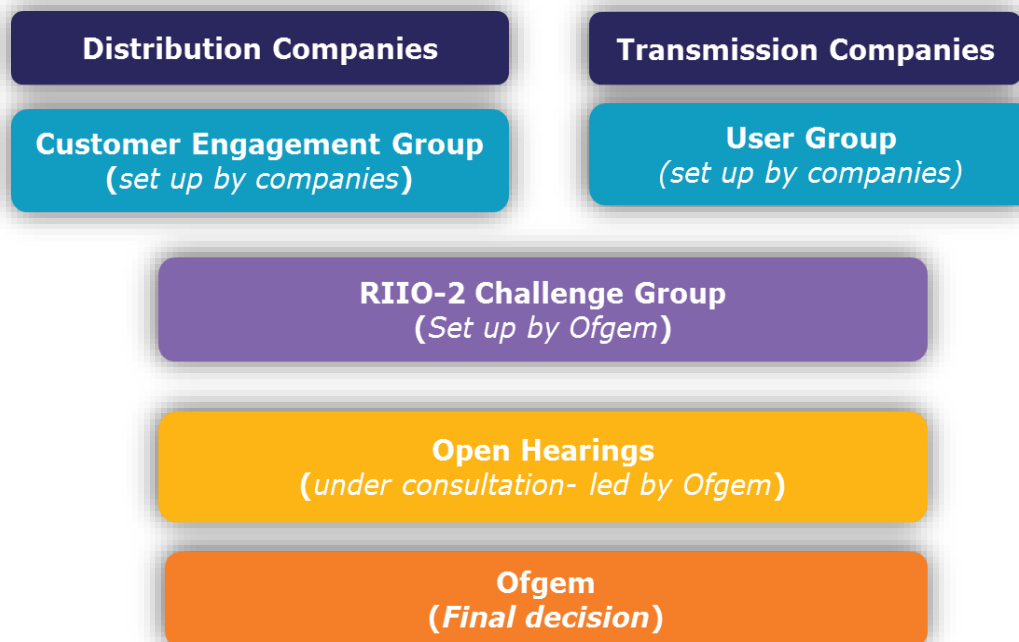 Distribution Companies
Transmission Companies
Customer Engagement Group
(set up by companies)
User Group
(set up by companies)
RIIO-2 Challenge Group
(Set up by Ofgem)
Open Hearings
(under consultation- led by Ofgem)
Ofgem
(Final decision)